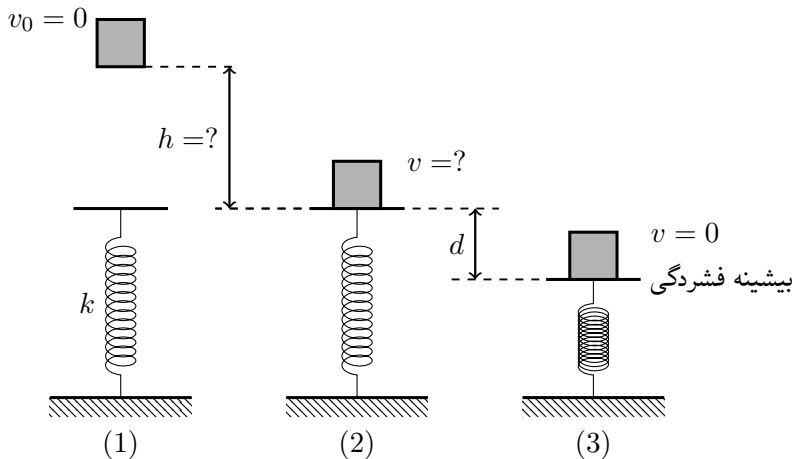 v₀ = 0
h =?
v =?
k
d
v = 0
بیشینه فشردگی
(1)
(2)
(3)